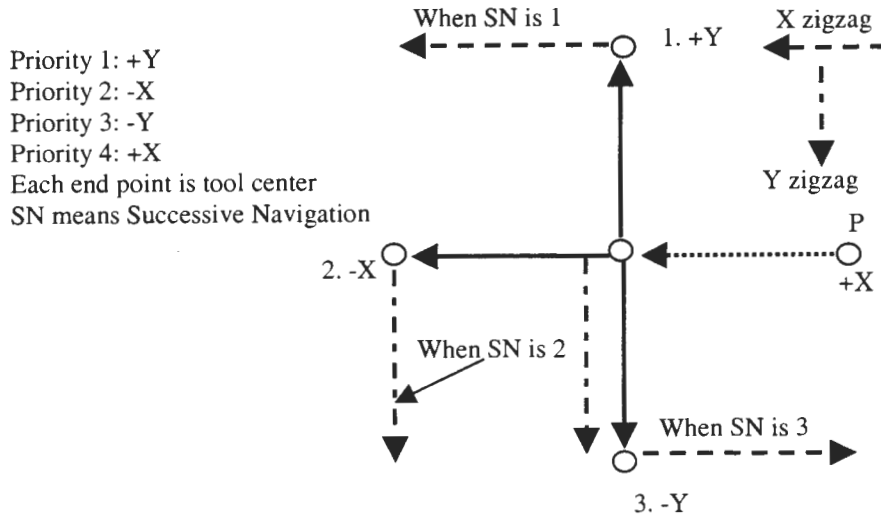 When SN is 1
1. +Y
X zigzag
Priority 1: +Y
Priority 2: -X
Priority 3: -Y
Priority 4: +X
Each end point is tool center
SN means Successive Navigation
Y zigzag
P
2. -X
+X
When SN is 2
When SN is 3
3. -Y